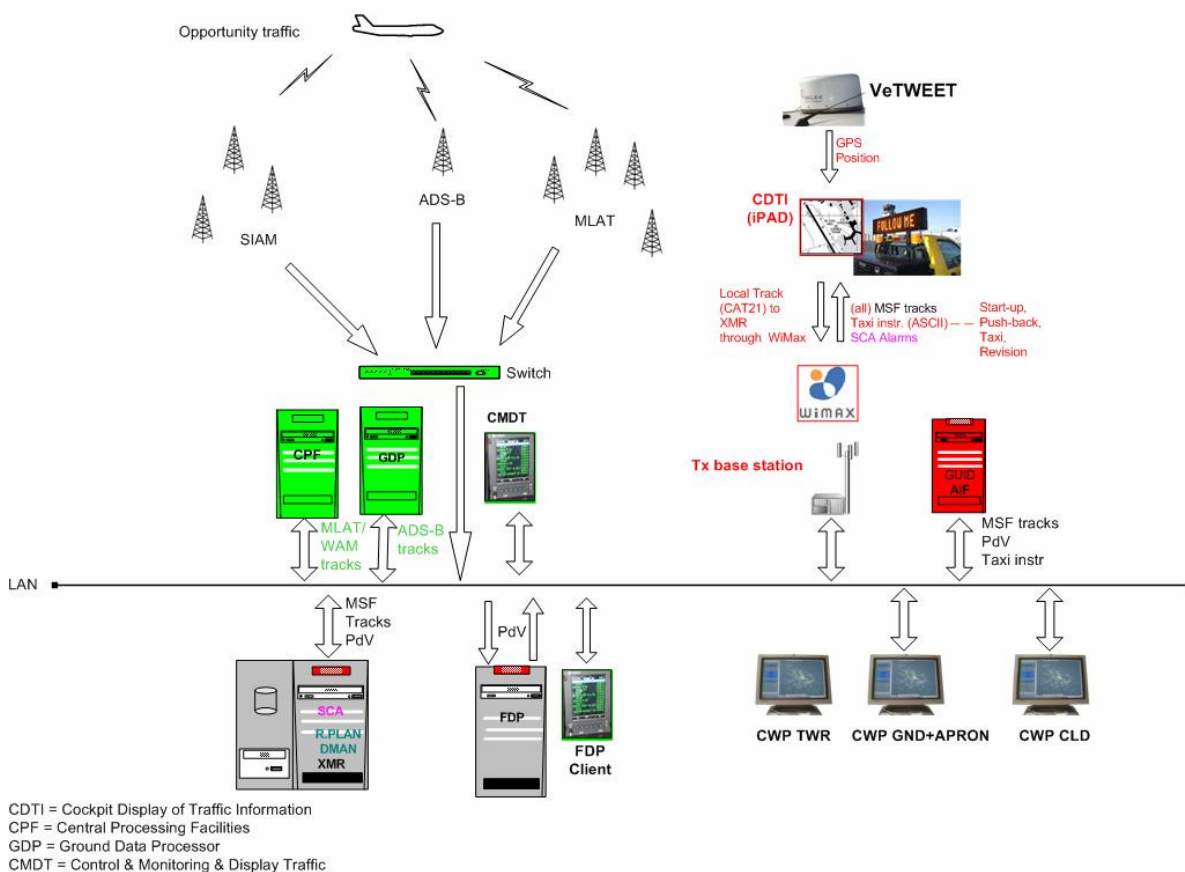 Opportunity traffic
VeTWEET
GPS
Position
ADS-B
MLAT
SIAM
CDTI
(iPAD)
FOLLOW ME
Local Track
(CAT21) to
XMR
through WiMax
(all) MSF tracks
Taxi instr. (ASCII)
SCA Alarms
Start-up,
Push-back,
Taxi,
Revision
Switch
WiMAX
CMDT
CPF
GDP
Tx base station
GUID
AIF
MLAT/
WAM
tracks
ADS-B
tracks
MSF tracks
PdV
Taxi instr
LAN
MSF
Tracks
PdV
PdV
SCA
R.PLAN
DMAN
XMR
FDP
FDP
Client
CWP TWR
CWP GND+APRON
CWP CLD
CDTI = Cockpit Display of Traffic Information
CPF = Central Processing Facilities
GDP = Ground Data Processor
CMDT = Control & Monitoring & Display Traffic